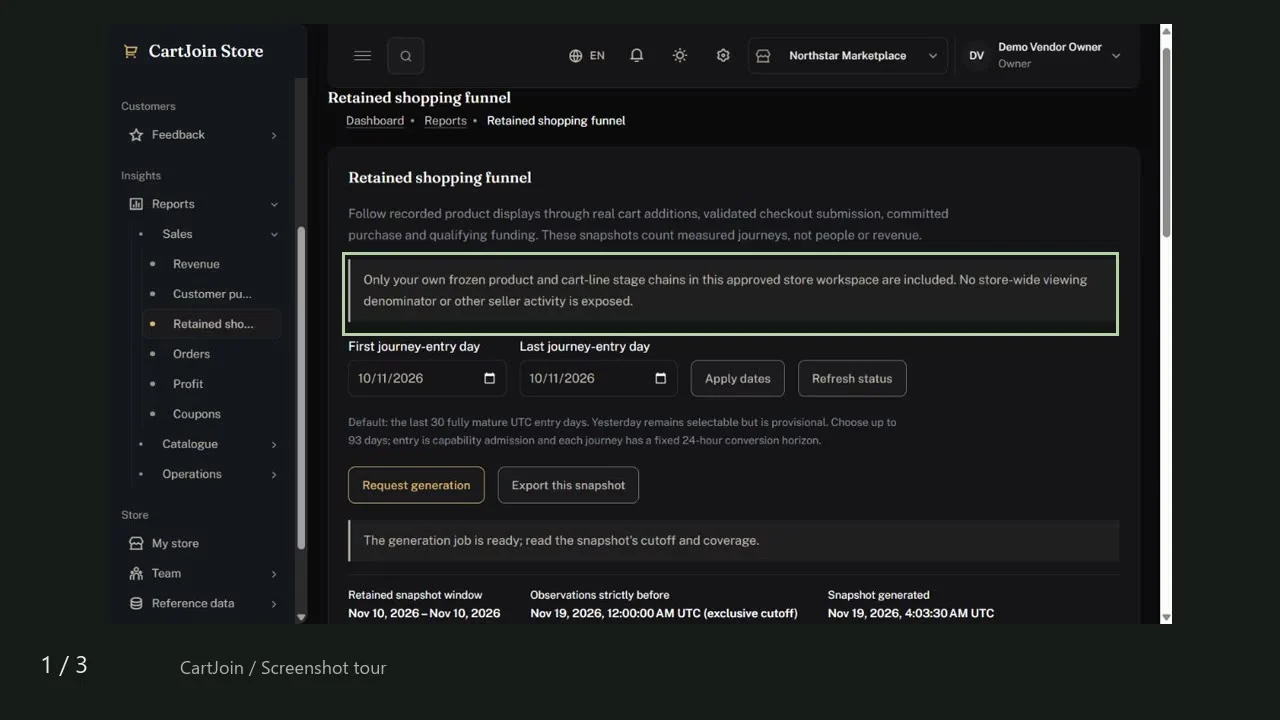 CartJoin Store
Customers
Feedback
Insights
Reports
Sales
Revenue
Customer pu...
Retained sho...
Orders
Profit
Coupons
Catalogue
Operations
Store
My store
Team
Reference data
EN
Northstar Marketplace
DV
Demo Vendor Owner
Owner
Retained shopping funnel
Dashboard • Reports • Retained shopping funnel
Retained shopping funnel
Follow recorded product displays through real cart additions, validated checkout submission, committed
purchase and qualifying funding. These snapshots count measured journeys, not people or revenue.
Only your own frozen product and cart-line stage chains in this approved store workspace are included. No store-wide viewing
denominator or other seller activity is exposed.
First journey-entry day
Last journey-entry day
10/11/2026
10/11/2026
Apply dates
Refresh status
Default: the last 30 fully mature UTC entry days. Yesterday remains selectable but is provisional. Choose up to
93 days; entry is capability admission and each journey has a fixed 24-hour conversion horizon.
Request generation
Export this snapshot
The generation job is ready; read the snapshot's cutoff and coverage.
Retained snapshot window
Nov 10, 2026 – Nov 10, 2026
Observations strictly before
Nov 19, 2026, 12:00:00 AM UTC (exclusive cutoff)
Snapshot generated
Nov 19, 2026, 4:03:30 AM UTC
1 / 3
CartJoin / Screenshot tour